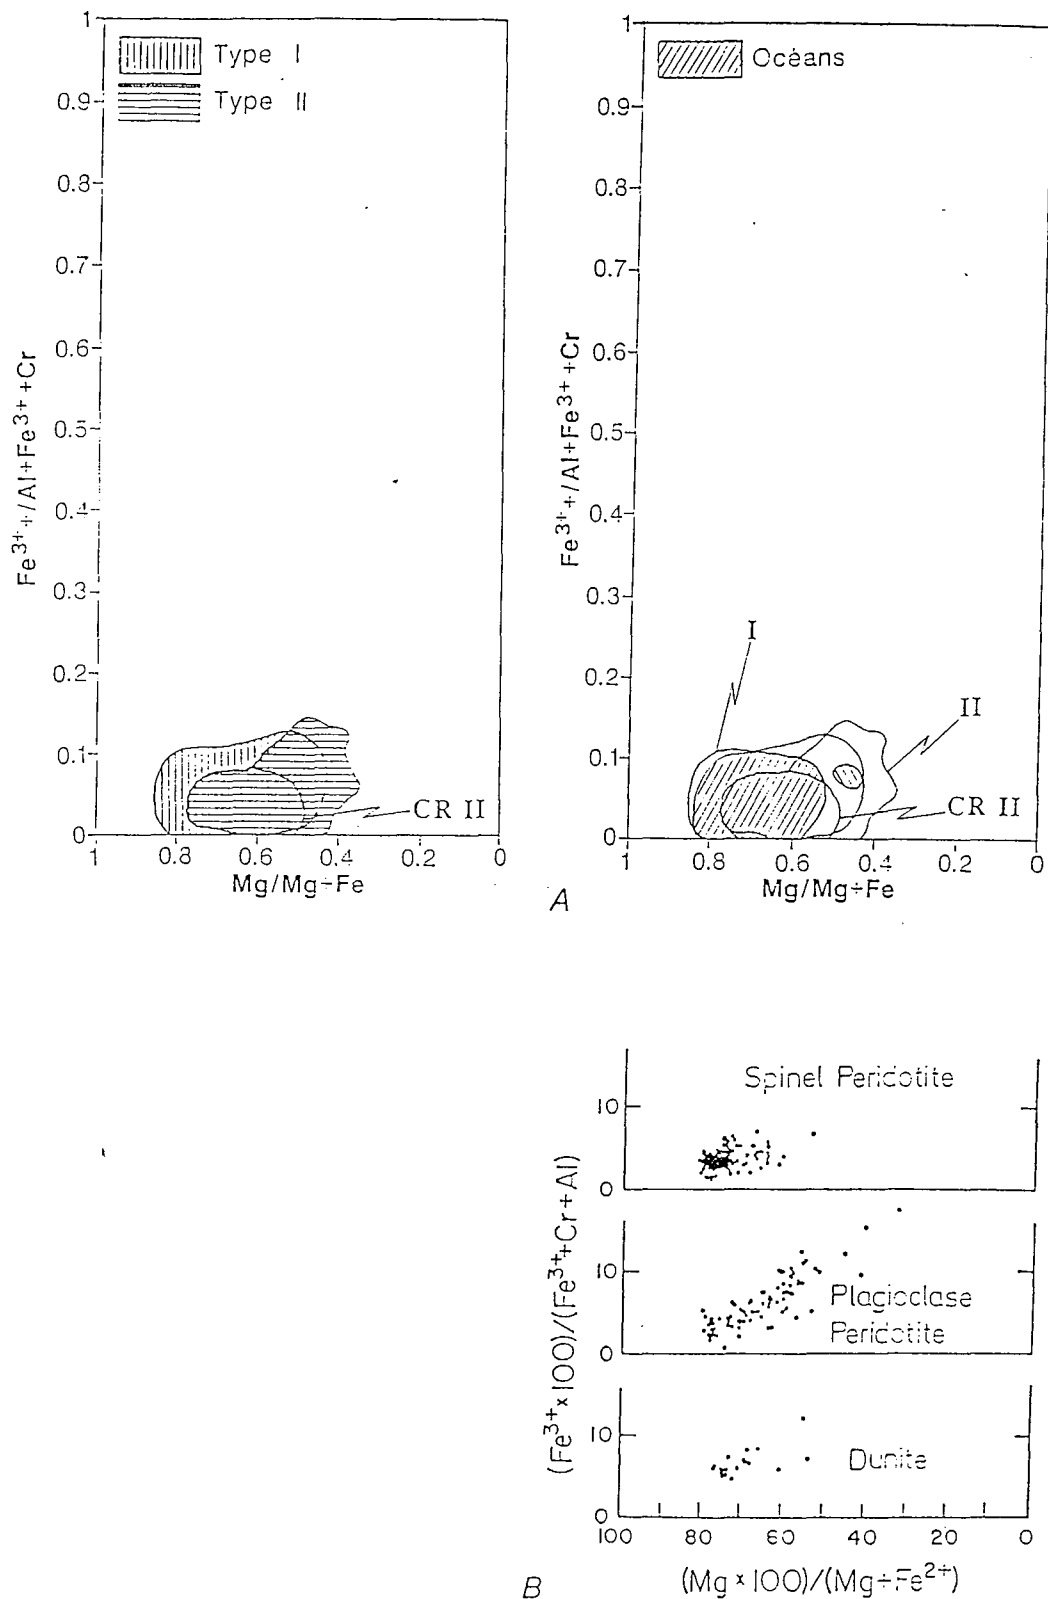 1
0.9
0.8
0.7
0.6
0.5
0.4
0.3
0.2
0.1
0
Fe3++/Al+Fe3++Cr
Type I
Type II
CR II
1 0.8 0.6 0.4 0.2 0
Mg/Mg÷Fe
1
0.9
0.8
0.7
0.6
0.5
0.4
0.3
0.2
0.1
0
Fe3++/Al+Fe3++Cr
Océans
I
II
CR II
1 0.8 0.6 0.4 0.2 0
Mg/Mg÷Fe
A
(Fe3+×100)/(Fe3++Cr+Al)
10
0
Spinel Peridotite
10
0
Plagioclase
Peridotite
10
0
Dunite
100 80 60 40 20 0
(Mg×100)/(Mg÷Fe2+)
B